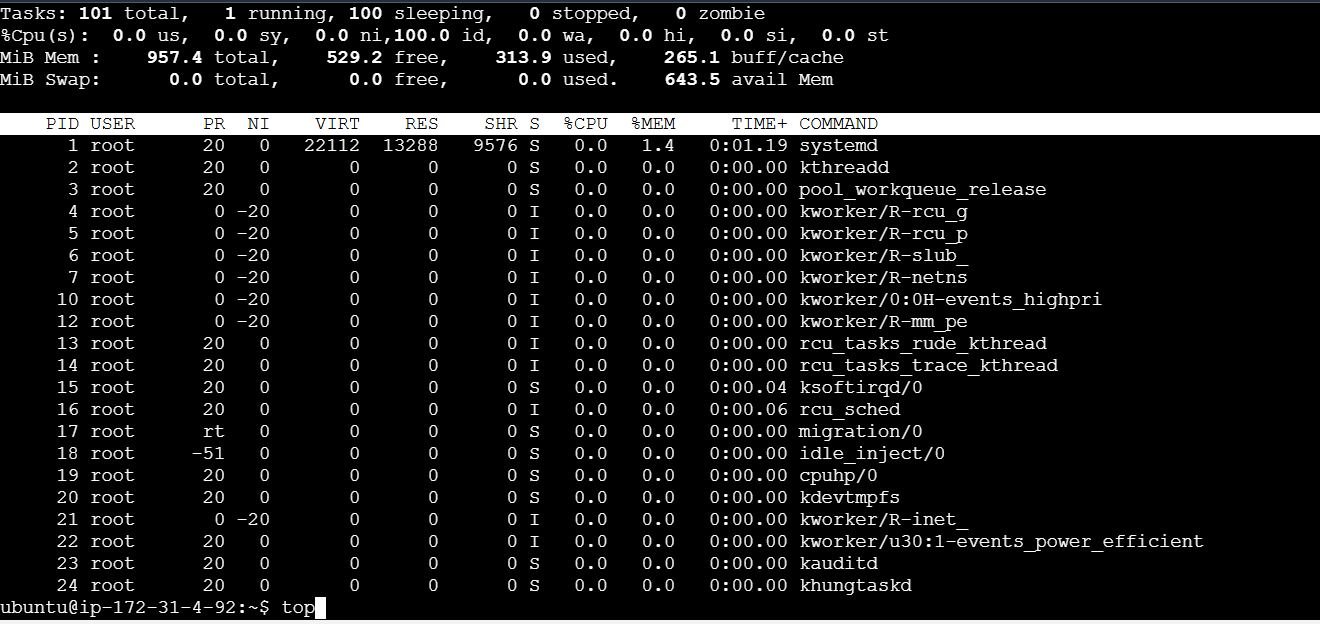 Tasks: 101 total,   1 running, 100 sleeping,   0 stopped,   0 zombie
%Cpu(s):  0.0 us,  0.0 sy,  0.0 ni,100.0 id,  0.0 wa,  0.0 hi,  0.0 si,  0.0 st
MiB Mem :    957.4 total,    529.2 free,    313.9 used,    265.1 buff/cache
MiB Swap:      0.0 total,      0.0 free,      0.0 used.    643.5 avail Mem
    PID USER      PR  NI    VIRT    RES    SHR S  %CPU  %MEM     TIME+ COMMAND
      1 root      20   0   22112  13288   9576 S   0.0   1.4   0:01.19 systemd
      2 root      20   0       0      0      0 S   0.0   0.0   0:00.00 kthreadd
      3 root      20   0       0      0      0 S   0.0   0.0   0:00.00 pool_workqueue_release
      4 root       0 -20       0      0      0 I   0.0   0.0   0:00.00 kworker/R-rcu_g
      5 root       0 -20       0      0      0 I   0.0   0.0   0:00.00 kworker/R-rcu_p
      6 root       0 -20       0      0      0 I   0.0   0.0   0:00.00 kworker/R-slub_
      7 root       0 -20       0      0      0 I   0.0   0.0   0:00.00 kworker/R-netns
     10 root       0 -20       0      0      0 I   0.0   0.0   0:00.00 kworker/0:0H-events_highpri
     12 root       0 -20       0      0      0 I   0.0   0.0   0:00.00 kworker/R-mm_pe
     13 root      20   0       0      0      0 I   0.0   0.0   0:00.00 rcu_tasks_rude_kthread
     14 root      20   0       0      0      0 I   0.0   0.0   0:00.00 rcu_tasks_trace_kthread
     15 root      20   0       0      0      0 S   0.0   0.0   0:00.04 ksoftirqd/0
     16 root      20   0       0      0      0 I   0.0   0.0   0:00.06 rcu_sched
     17 root      rt   0       0      0      0 S   0.0   0.0   0:00.00 migration/0
     18 root     -51   0       0      0      0 S   0.0   0.0   0:00.00 idle_inject/0
     19 root      20   0       0      0      0 S   0.0   0.0   0:00.00 cpuhp/0
     20 root      20   0       0      0      0 S   0.0   0.0   0:00.00 kdevtmpfs
     21 root       0 -20       0      0      0 I   0.0   0.0   0:00.00 kworker/R-inet_
     22 root      20   0       0      0      0 I   0.0   0.0   0:00.00 kworker/u30:1-events_power_efficient
     23 root      20   0       0      0      0 S   0.0   0.0   0:00.00 kauditd
     24 root      20   0       0      0      0 S   0.0   0.0   0:00.00 khungtaskd
ubuntu@ip-172-31-4-92:~$ top